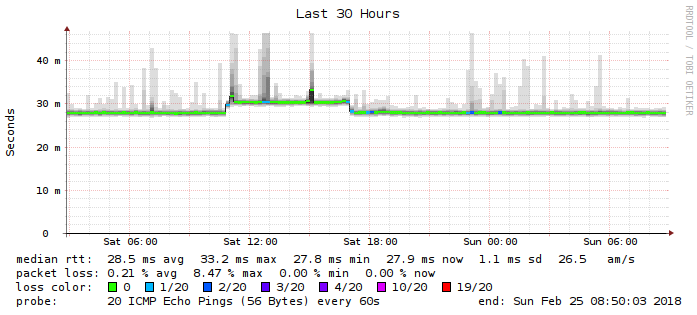 Last 30 Hours
RRDTOOL / TOBI OETIKER
Seconds
40 m
30 m
20 m
10 m
0
Sat 06:00 Sat 12:00 Sat 18:00 Sun 00:00 Sun 06:00
median rtt: 28.5 ms avg 33.2 ms max 27.8 ms min 27.9 ms now 1.1 ms sd 26.5 am/s
packet loss: 0.21 % avg 8.47 % max 0.00 % min 0.00 % now
loss color: 0 1/20 2/20 3/20 4/20 10/20 19/20
probe: 20 ICMP Echo Pings (56 Bytes) every 60s end: Sun Feb 25 08:50:03 2018